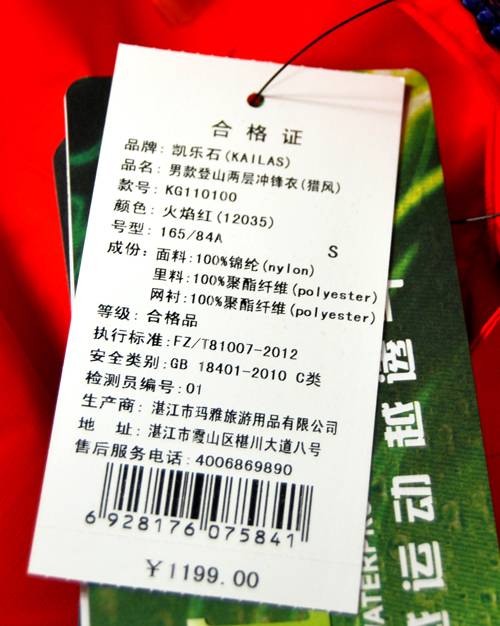 合格证
品牌: 凯乐石(KAILAS)
品名: 男款登山两层冲锋衣(猎风)
款号: KG110100
颜色: 火焰红(12035)
号型: 165/84A S
成份: 面料:100%锦纶(nylon)
里料:100%聚酯纤维(polyester)
网衬:100%聚酯纤维(polyester)
等级: 合格品
执行标准:FZ/T81007-2012
安全类别:GB 18401-2010 C类
检测员编号:01
生产商: 湛江市玛雅旅游用品有限公司
地 址: 湛江市霞山区椹川大道八号
售后服务电话:4006869890
6 928176 075841
¥1199.00
越透
运动